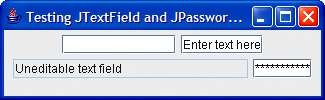 Testing JTextField and JPasswor...
Enter text here
Uneditable text field ***********